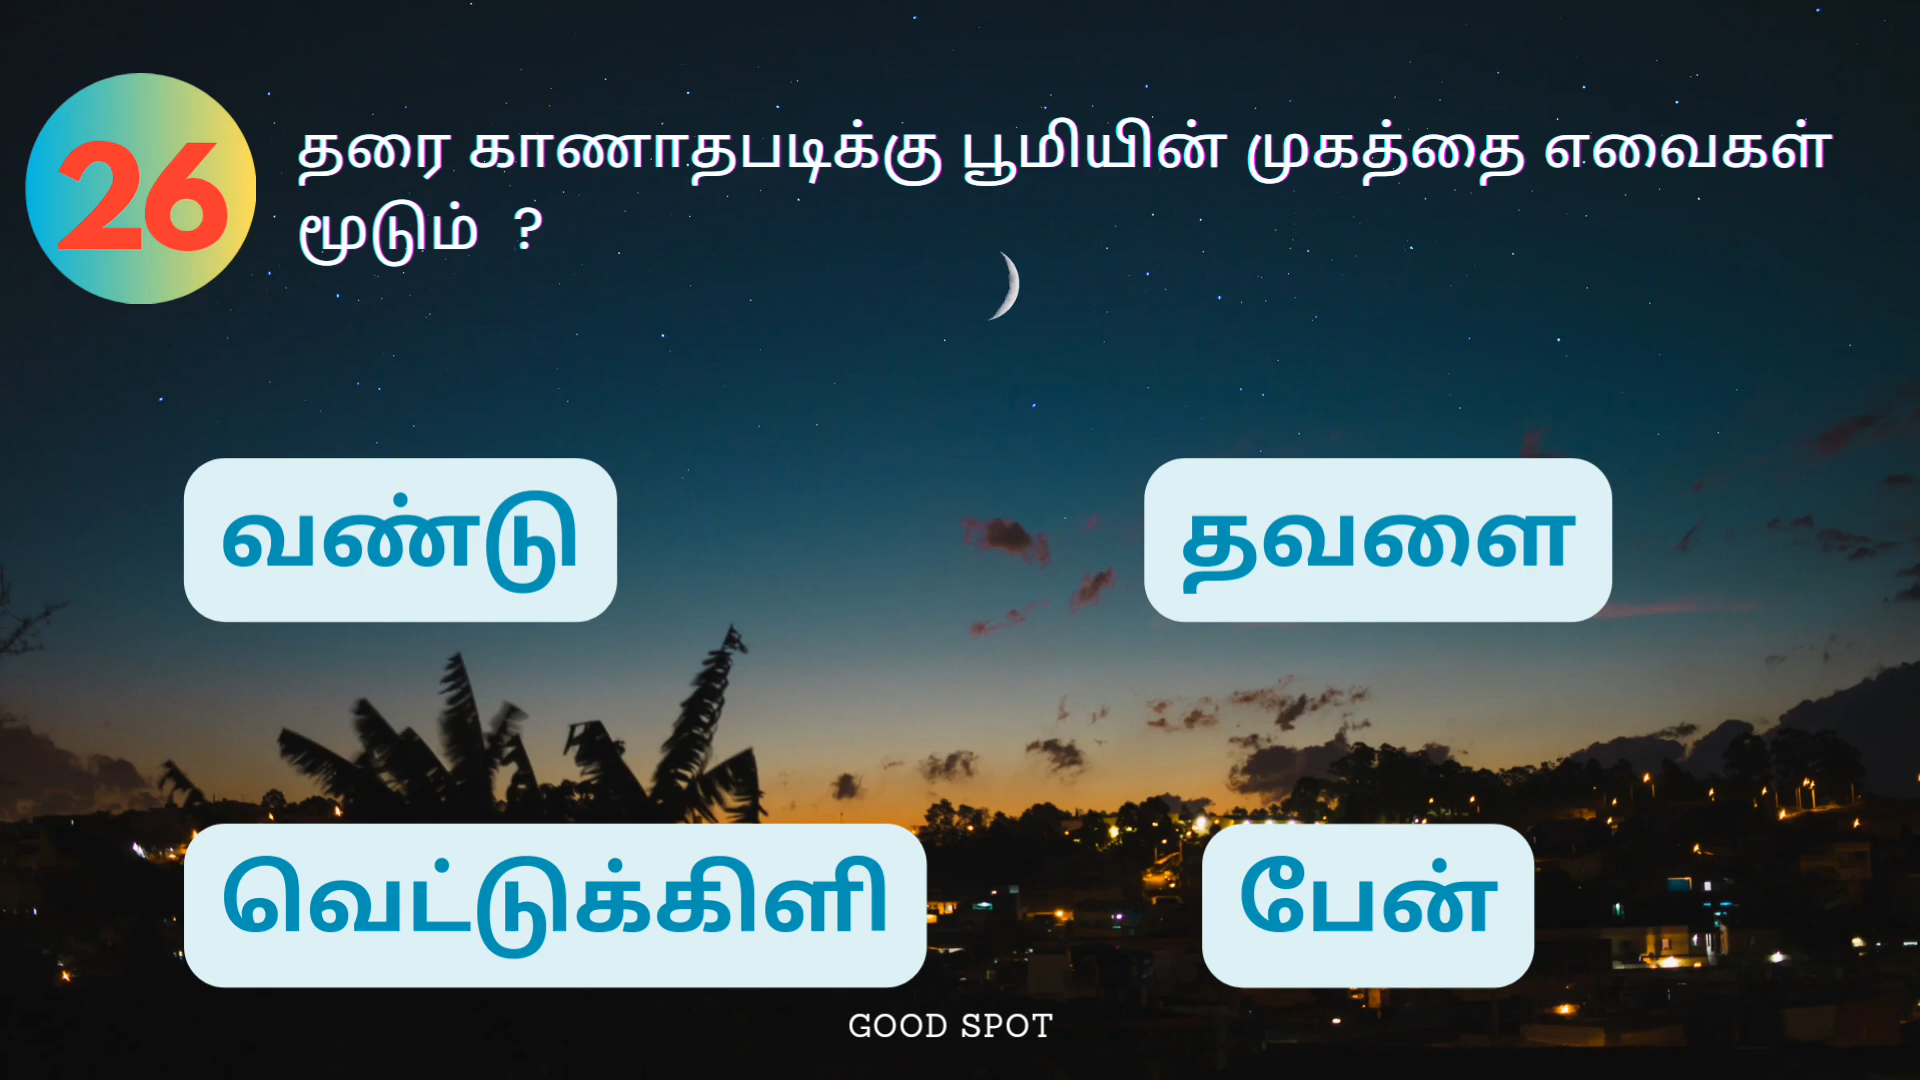 26
தரை காணாதபடிக்கு பூமியின் முகத்தை எவைகள்
மூடும் ?
வண்டு
தவளை
வெட்டுக்கிளி
பேன்
GOOD SPOT